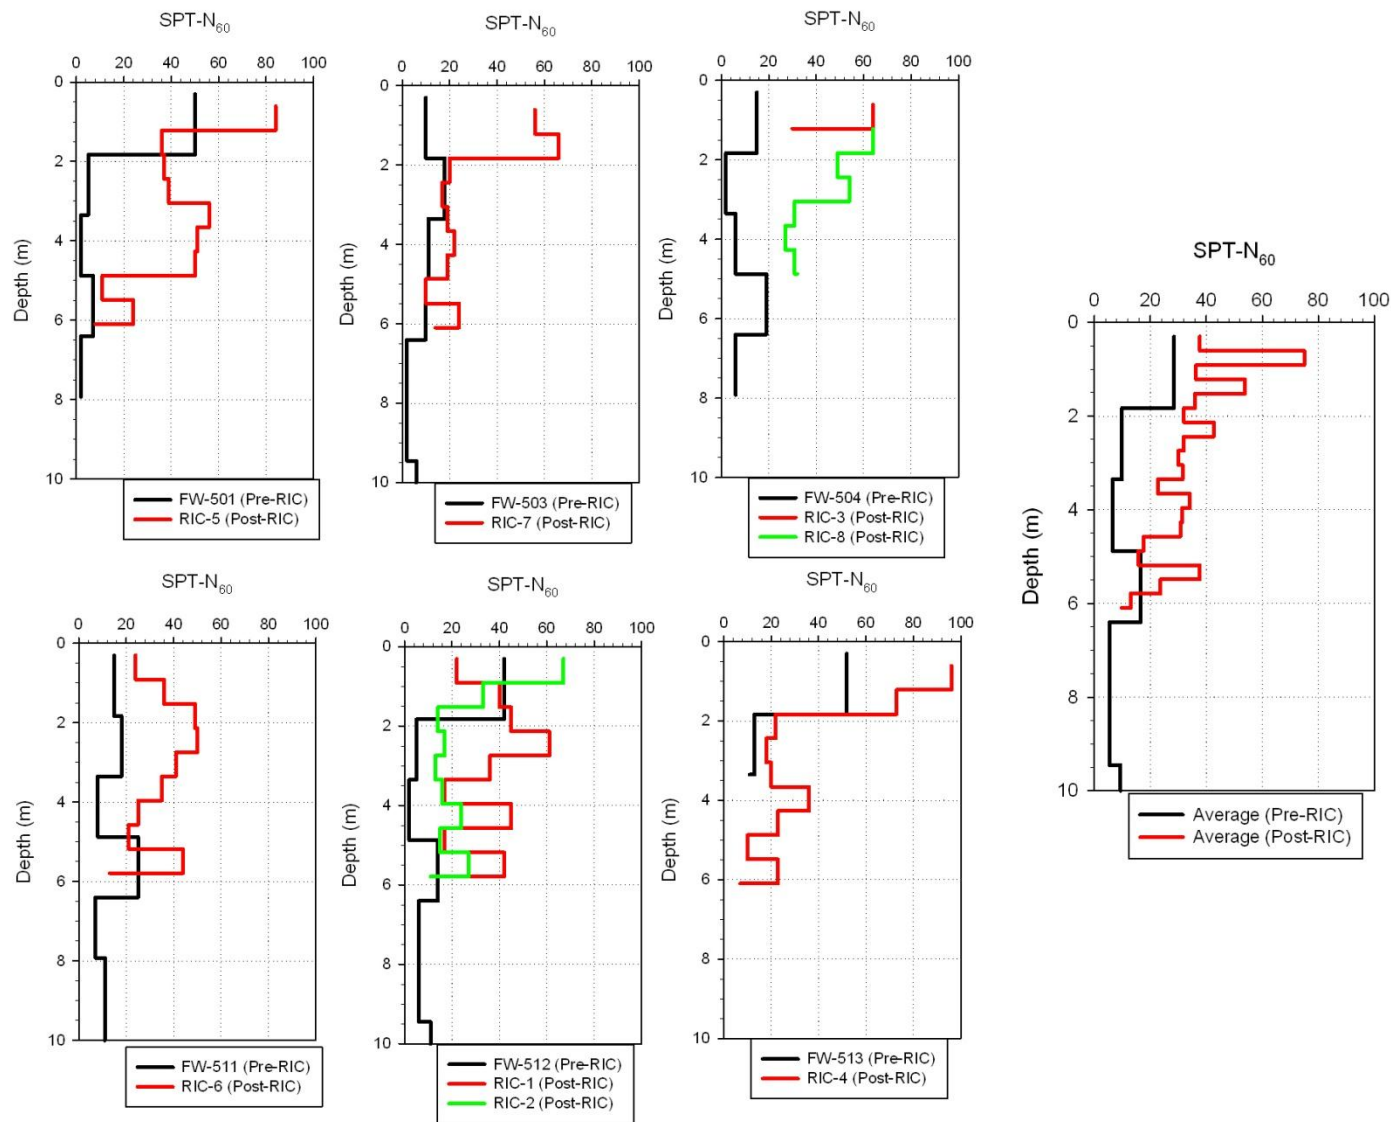 SPT-N60
0 20 40 60 80 100
0
2
4
6
8
10
Depth (m)
FW-501 (Pre-RIC)
RIC-5 (Post-RIC)
SPT-N60
0 20 40 60 80 100
0
2
4
6
8
10
Depth (m)
FW-503 (Pre-RIC)
RIC-7 (Post-RIC)
SPT-N60
0 20 40 60 80 100
0
2
4
6
8
10
Depth (m)
FW-504 (Pre-RIC)
RIC-3 (Post-RIC)
RIC-8 (Post-RIC)
SPT-N60
0 20 40 60 80 100
0
2
4
6
8
10
Depth (m)
Average (Pre-RIC)
Average (Post-RIC)
SPT-N60
0 20 40 60 80 100
0
2
4
6
8
10
Depth (m)
FW-511 (Pre-RIC)
RIC-6 (Post-RIC)
SPT-N60
0 20 40 60 80 100
0
2
4
6
8
10
Depth (m)
FW-512 (Pre-RIC)
RIC-1 (Post-RIC)
RIC-2 (Post-RIC)
SPT-N60
0 20 40 60 80 100
0
2
4
6
8
10
Depth (m)
FW-513 (Pre-RIC)
RIC-4 (Post-RIC)